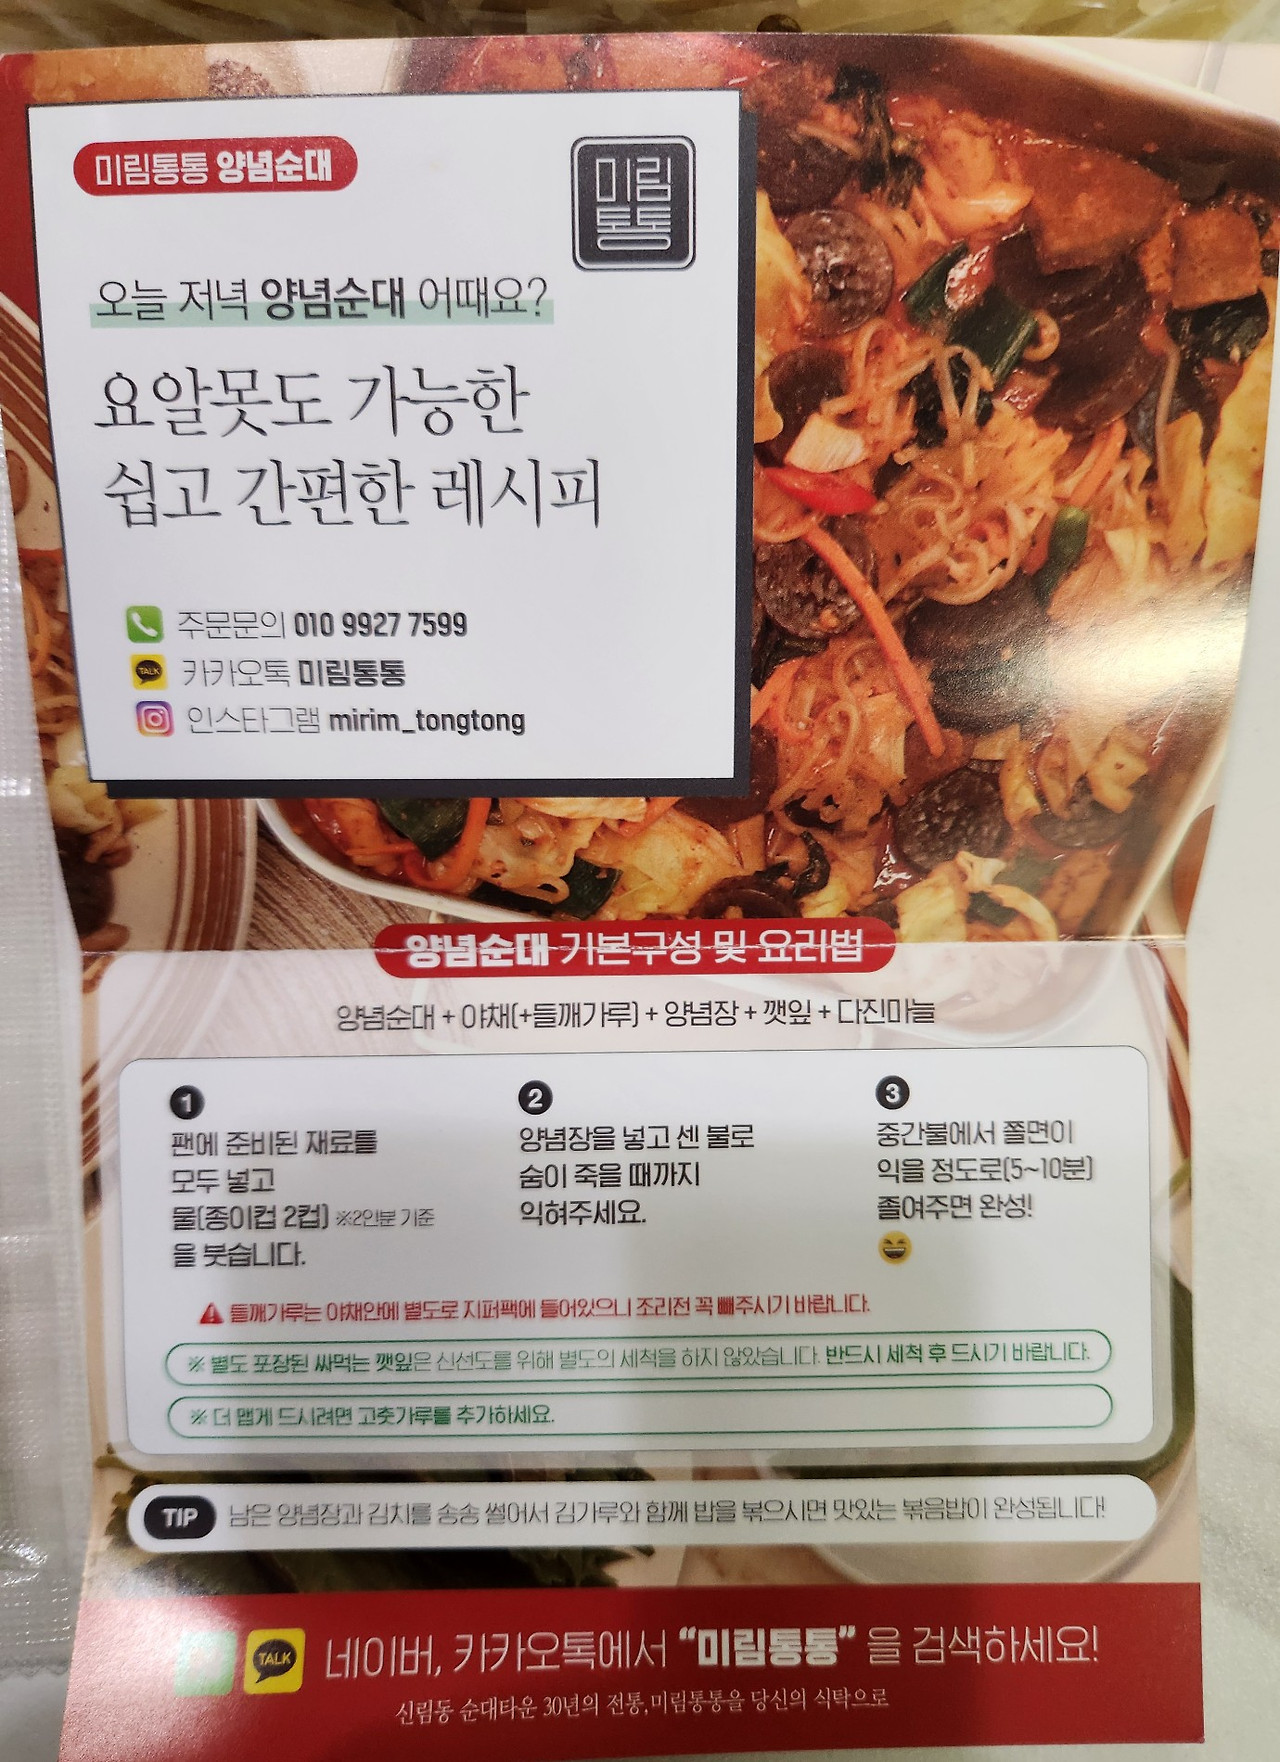 미림통통 양념순대
미림
통통
오늘 저녁 양념순대 어때요?
요알못도 가능한
쉽고 간편한 레시피
주문문의 010 9927 7599
TALK
카카오톡 미림통통
인스타그램 mirim_tongtong
양념순대 기본구성 및 요리법
양념순대 + 야채(+들깨가루) + 양념장 + 깻잎 + 다진마늘
1
팬에 준비된 재료를
모두 넣고
물(종이컵 2컵) ※2인분 기준
을 붓습니다.
2
양념장을 넣고 센 불로
숨이 죽을 때까지
익혀주세요.
3
중간불에서 쫄면이
익을 정도로(5~10분)
졸여주면 완성!
들깨가루는 야채안에 별도로 지퍼팩에 들어있으니 조리전 꼭 빼주시기 바랍니다.
※ 별도 포장된 싸먹는 깻잎은 신선도를 위해 별도의 세척을 하지 않았습니다. 반드시 세척 후 드시기 바랍니다.
※ 더 맵게 드시려면 고춧가루를 추가하세요.
TIP 남은 양념장과 김치를 송송 썰어서 김가루와 함께 밥을 볶으시면 맛있는 볶음밥이 완성됩니다!
TALK 네이버, 카카오톡에서 “미림통통” 을 검색하세요!
신림동 순대타운 30년의 전통, 미림통통을 당신의 식탁으로